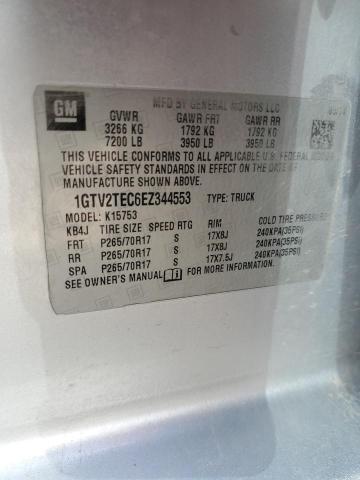 GM
MFD BY GENERAL MOTORS LLC
GVWR GAWR FRT GAWR RR
3266 KG 1792 KG 1792 KG
7200 LB 3950 LB 3950 LB
THIS VEHICLE CONFORMS TO ALL APPLICABLE U.S. FEDERAL MOTOR
VEHICLE SAFETY STANDARDS IN EFFECT ON THE DATE OF
MANUFACTURE SHOWN ABOVE.
1GTV2TEC6EZ344553 TYPE: TRUCK
MODEL: K15753
KB4J TIRE SIZE SPEED RTG RIM COLD TIRE
FRT P265/70R17 S 17X8J 240KPA(35PSI)
RR P265/70R17 S 17X8J 240KPA(35PSI)
SPA P265/70R17 S 17X7.5J 240KPA(35PSI)
SEE OWNER'S MANUAL FOR MORE INFORMATION